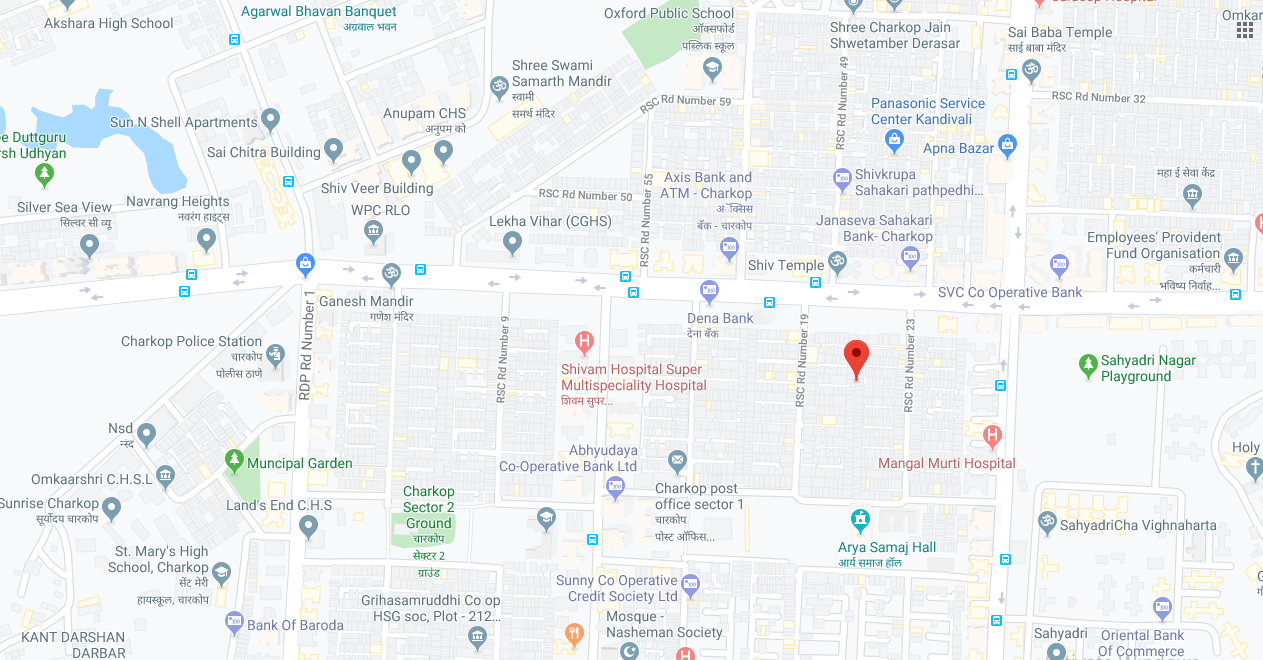 Akshara High School
Agarwal Bhavan Banquet
अग्रवाल भवन
Oxford Public School
ऑक्सफोर्ड
पब्लिक स्कूल
Shree Charkop Jain
Shwetamber Derasar
Sai Baba Temple
साई बाबा मंदिर
Omkar
Shree Swami
Samarth Mandir
स्वामी
समर्थ मंदिर
RSC Rd Number 59
RSC Rd Number 49
RSC Rd Number 32
Panasonic Service
Center Kandivali
Apna Bazar
Sun N Shell Apartments
Anupam CHS
अनुपम को
Sai Chitra Building
ee Duttguru
rsh Udhyan
Shiv Veer Building
Axis Bank and
ATM - Charkop
अॅक्सिस
बँक - चारकोप
Shivkrupa
Sahakari pathpedhi...
महा ई सेवा केंद्र
RSC Rd Number 50
RSC Rd Number 55
Silver Sea View
सिल्वर सी व्यू
Navrang Heights
नवरंग हाइट्स
WPC RLO
Lekha Vihar (CGHS)
Janaseva Sahakari
Bank- Charkop
Shiv Temple
Employees' Provident
Fund Organisation
कर्मचारी
भविष्य निर्वाह...
SVC Co Operative Bank
Ganesh Mandir
गणेश मंदिर
Dena Bank
देना बँक
RDP Rd Number 1
RSC Rd Number 9
RSC Rd Number 19
RSC Rd Number 23
Charkop Police Station
चारकोप
पोलीस ठाणे
Shivam Hospital Super
Multispeciality Hospital
शिवम सुपर...
Sahyadri Nagar
Playground
Nsd
न्स्द
Muncipal Garden
Abhyudaya
Co-Operative Bank Ltd
Mangal Murti Hospital
Holy
Omkaarshri C.H.S.L
Sunrise Charkop
सूर्योदय चारकोप
Land's End C.H.S
Charkop
Sector 2
Ground
चारकोप
सेक्टर 2
ग्राउंड
Charkop post
office sector 1
चारकोप
पोस्ट ऑफिस...
SahyadriCha Vighnaharta
Arya Samaj Hall
आर्य समाज हॉल
St. Mary's High
School, Charkop
सेंट मेरी
हायस्कूल, चारकोप
Sunny Co Operative
Credit Society Ltd
Grihasamruddhi Co op
HSG soc, Plot - 212...
Mosque -
Nasheman Society
Bank Of Baroda
KANT DARSHAN
DARBAR
Sahyadri
Oriental Bank
Of Commerce